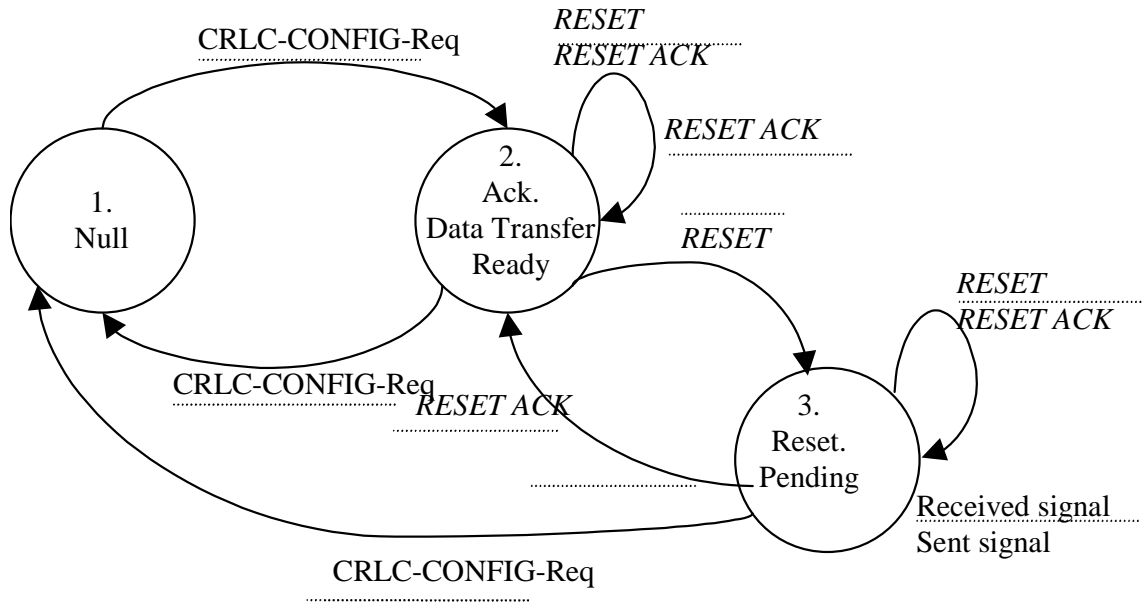 CRLC-CONFIG-Req
RESET
RESET ACK
RESET ACK
1.
Null
2.
Ack.
Data Transfer
Ready
RESET
RESET
RESET ACK
CRLC-CONFIG-Req
RESET ACK
3.
Reset.
Pending
Received signal
Sent signal
CRLC-CONFIG-Req